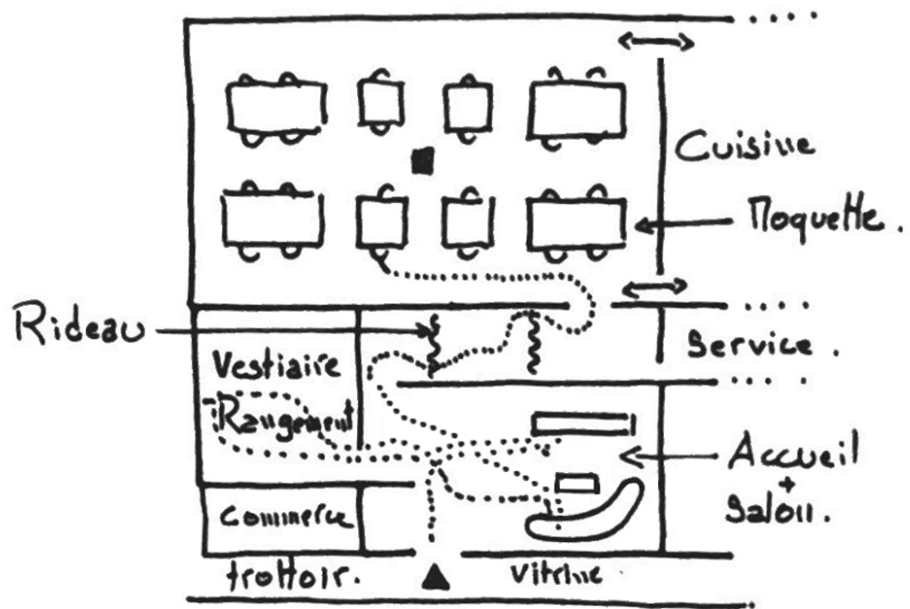 Cuisine
Moquette.
Rideau
Vestiaire
Rangement
Service.
Accueil
+
Salon.
Commerce
trottoir.
Vitrine